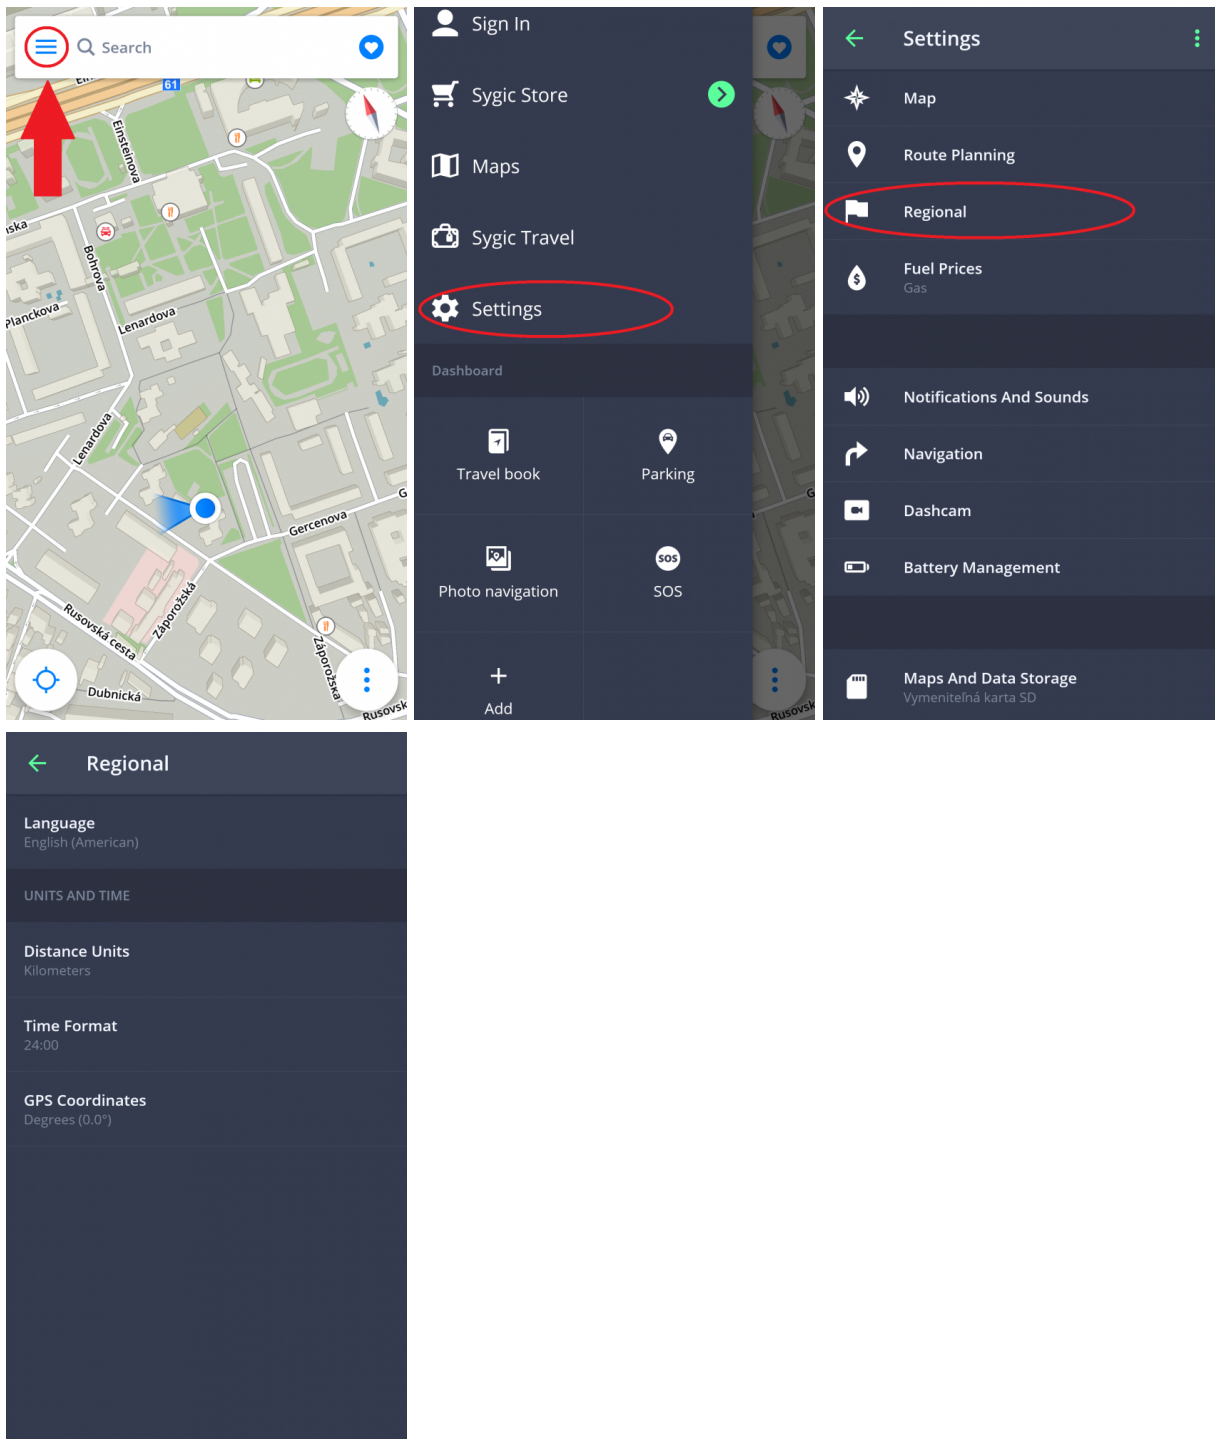 Search
61
Einsteinova
Bohrova
Planckova
Lenardova
Lenardova
Gercenova
Záporožská
Rusovská cesta
Záporožská
Dubnická
Sign In
Sygic Store
Maps
Sygic Travel
Settings
Dashboard
Travel book
Parking
Photo navigation
SOS
SOS
Add
Settings
Map
Route Planning
Regional
Fuel Prices
Gas
Notifications And Sounds
Navigation
Dashcam
Battery Management
Maps And Data Storage
Vymeniteľná karta SD
Regional
Language
English (American)
UNITS AND TIME
Distance Units
Kilometers
Time Format
24:00
GPS Coordinates
Degrees (0.0°)